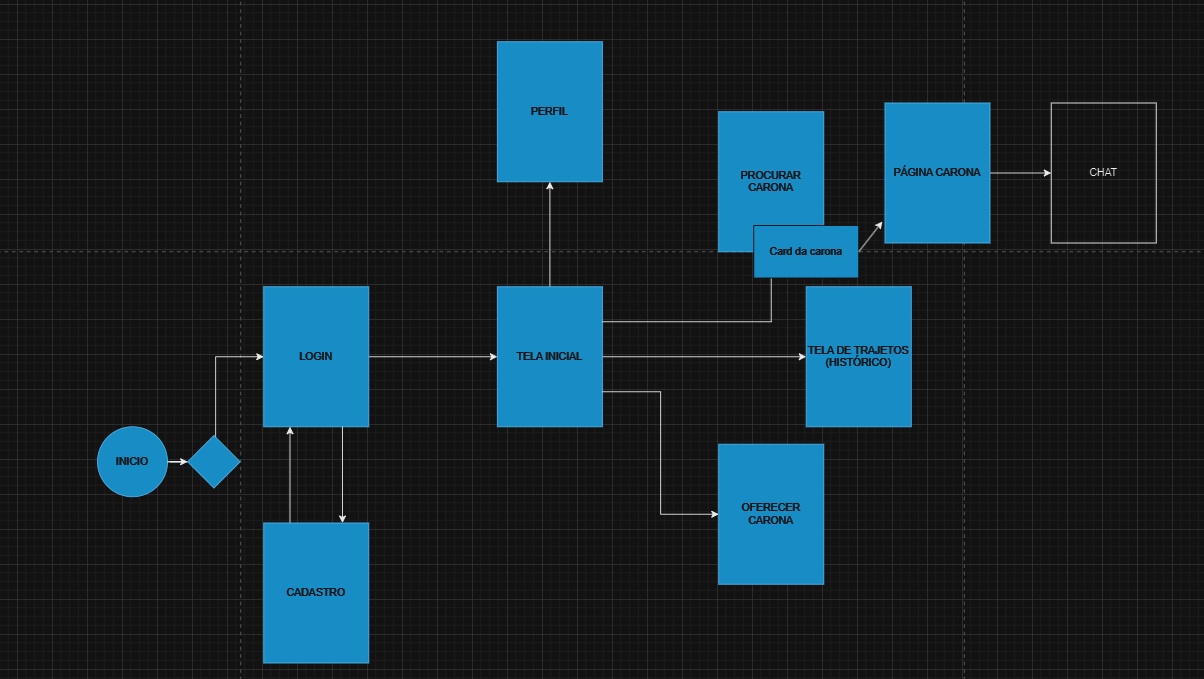 PERFIL
PROCURAR
CARONA
PÁGINA CARONA
CHAT
Card da carona
LOGIN
TELA INICIAL
TELA DE TRAJETOS
(HISTÓRICO)
INICIO
OFERECER
CARONA
CADASTRO